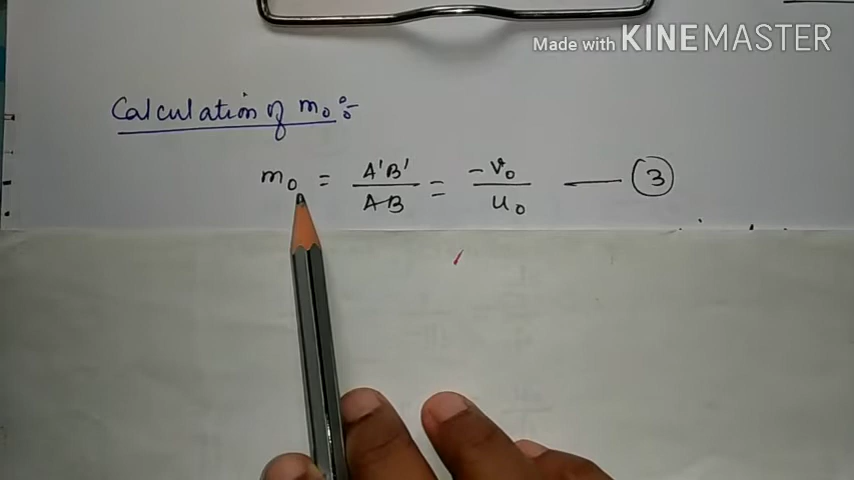 Made with KINEMASTER
Calculation of m₀:-
m₀ = A'B' / AB = -v₀ / u₀ —— ③